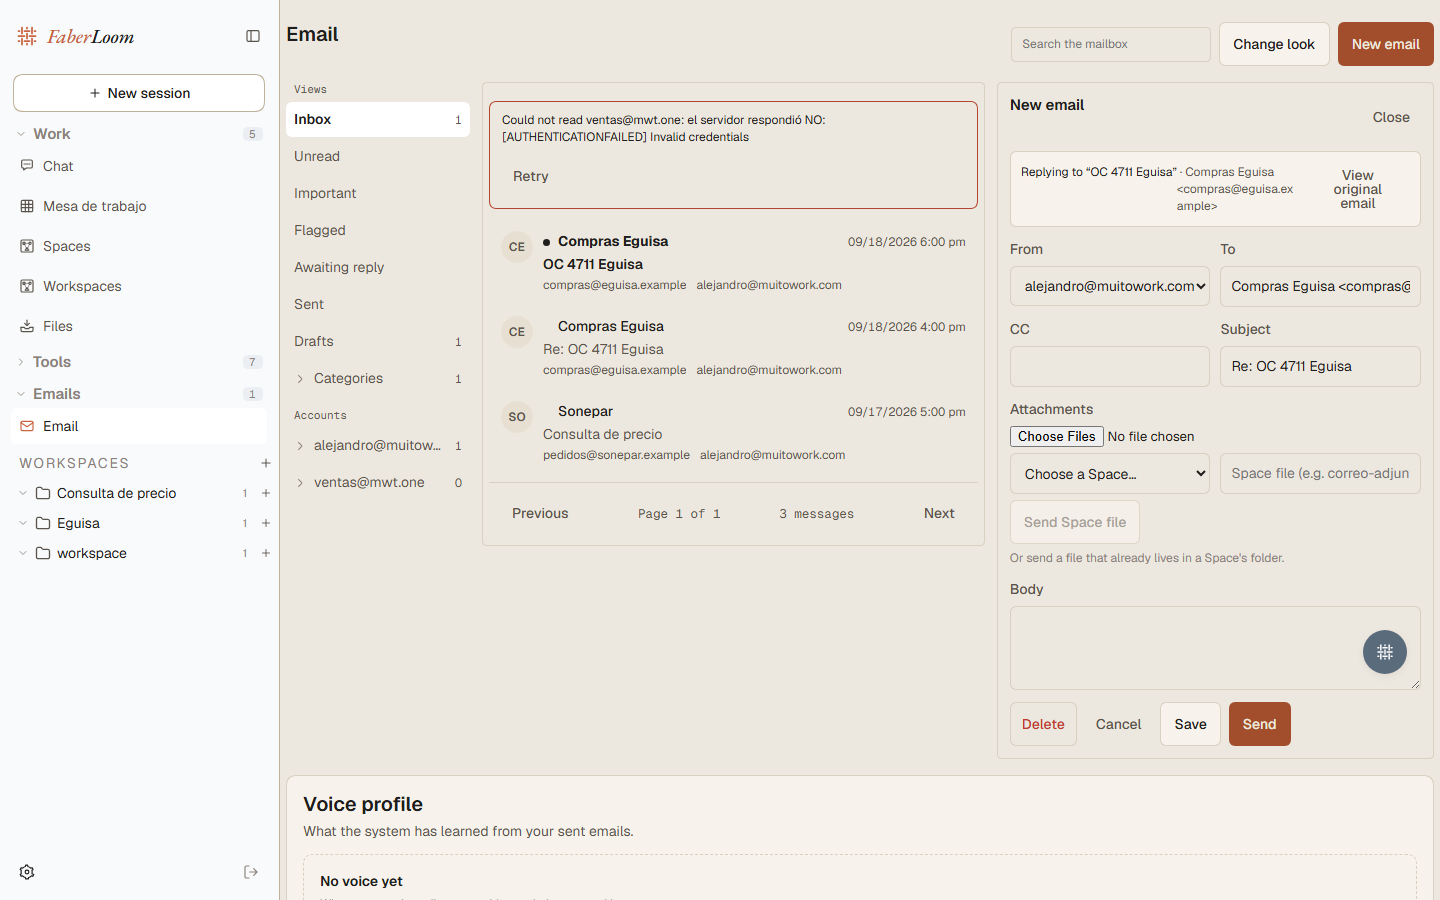 FaberLoom
+ New session
Work 5
Chat
Mesa de trabajo
Spaces
Workspaces
Files
Tools 7
Emails 1
Email
WORKSPACES +
Consulta de precio 1 +
Eguisa 1 +
workspace 1 +
Email
Search the mailbox
Change look
New email
Views
Inbox 1
Unread
Important
Flagged
Awaiting reply
Sent
Drafts 1
Categories 1
Accounts
alejandro@muitow... 1
ventas@mwt.one 0
Could not read ventas@mwt.one: el servidor respondió NO:
[AUTHENTICATIONFAILED] Invalid credentials
Retry
CE
Compras Eguisa 09/18/2026 6:00 pm
OC 4711 Eguisa
compras@eguisa.example alejandro@muitowork.com
CE
Compras Eguisa 09/18/2026 4:00 pm
Re: OC 4711 Eguisa
compras@eguisa.example alejandro@muitowork.com
SO
Sonepar 09/17/2026 5:00 pm
Consulta de precio
pedidos@sonepar.example alejandro@muitowork.com
Previous Page 1 of 1 3 messages Next
New email
Close
Replying to “OC 4711 Eguisa” · Compras Eguisa
<compras@eguisa.ex
ample>
View
original
email
From To
alejandro@muitowork.com Compras Eguisa <compras@
CC Subject
Re: OC 4711 Eguisa
Attachments
Choose Files No file chosen
Choose a Space... Space file (e.g. correo-adjun
Send Space file
Or send a file that already lives in a Space's folder.
Body
Delete Cancel Save Send
Voice profile
What the system has learned from your sent emails.
No voice yet